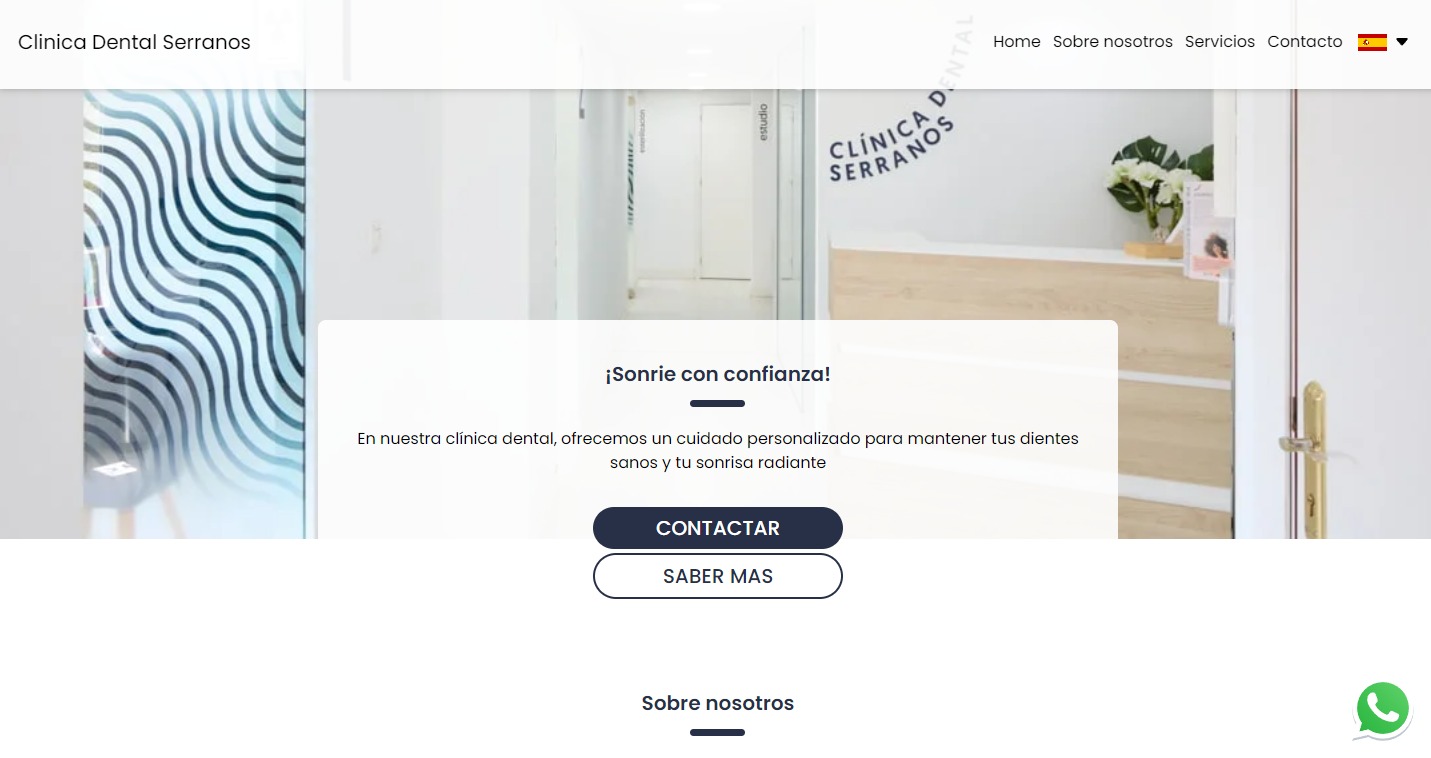 Clinica Dental Serranos
Home Sobre nosotros Servicios Contacto
esterilización
estudio
CLÍNICA DENTAL
SERRANOS
¡Sonrie con confianza!
En nuestra clínica dental, ofrecemos un cuidado personalizado para mantener tus dientes
sanos y tu sonrisa radiante
CONTACTAR
SABER MAS
Sobre nosotros